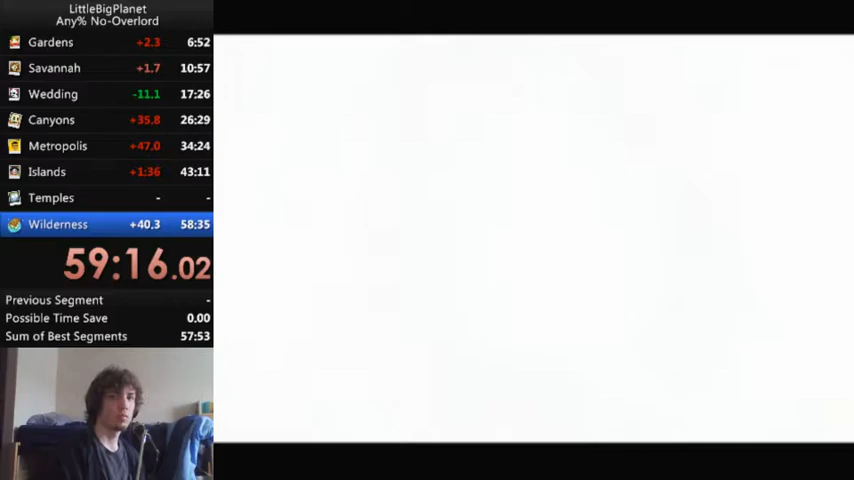 LittleBigPlanet
Any% No-Overlord
Gardens +2.3 6:52
Savannah +1.7 10:57
Wedding -11.1 17:26
Canyons +35.8 26:29
Metropolis +47.0 34:24
Islands +1:36 43:11
Temples - -
Wilderness +40.3 58:35
59:16.02
Previous Segment -
Possible Time Save 0.00
Sum of Best Segments 57:53